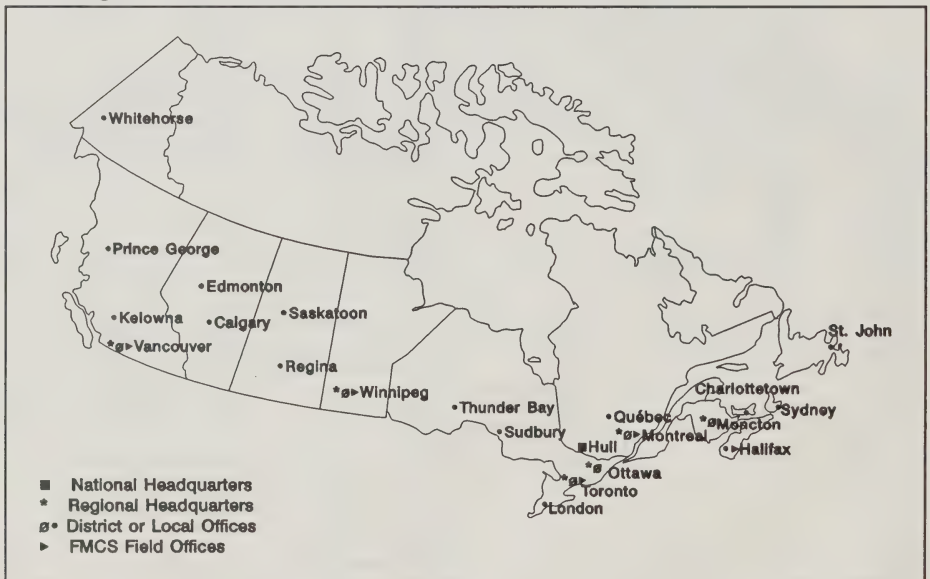 •Whitehorse
•Prince George
•Edmonton
•Kelowna
•Calgary
•Saskatoon
*ø▶Vancouver
•Regina
*ø▶Winnipeg
•Thunder Bay
•Sudbury
St. John
Charlottetown
•Sydney
•Québec
*øMoncton
*ø▶Montreal
■Hull
•▶Halifax
*ø
Ottawa
*ø▶
Toronto
•London
■ National Headquarters
* Regional Headquarters
ø• District or Local Offices
▶ FMCS Field Offices